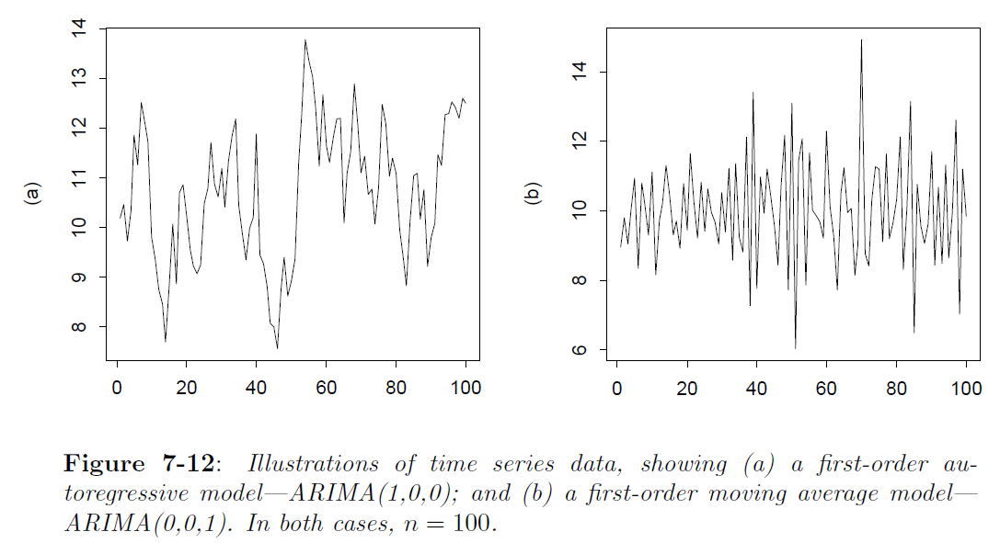 14
13
12
11
10
9
8
(a)
0 20 40 60 80 100
14
12
10
8
6
(b)
0 20 40 60 80 100
Figure 7-12: Illustrations of time series data, showing (a) a first-order au-
toregressive model—ARIMA(1,0,0); and (b) a first-order moving average model—
ARIMA(0,0,1). In both cases, n = 100.